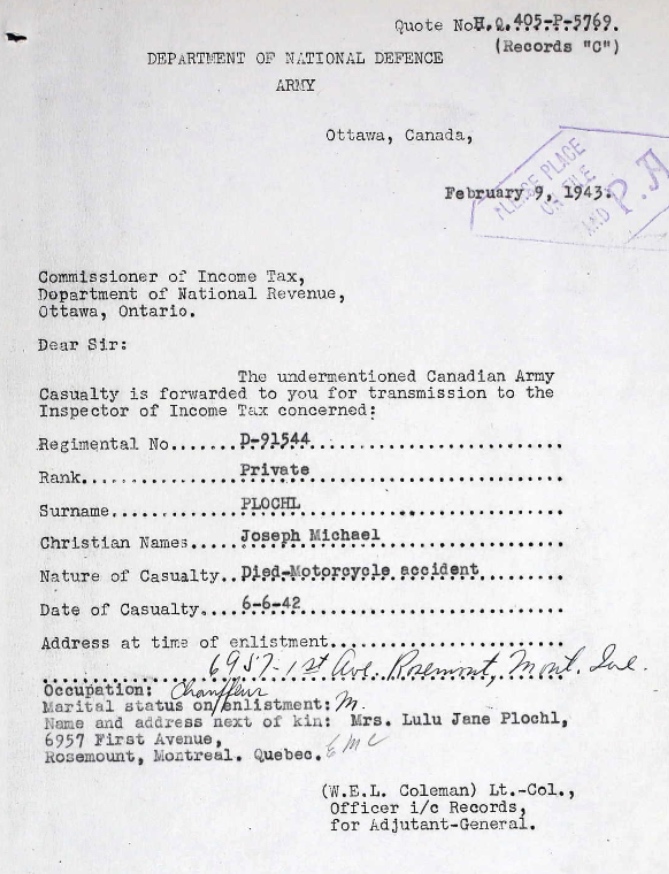 Quote No.H.Q.405-P-5769.
(Records "C")
DEPARTMENT OF NATIONAL DEFENCE
ARMY
Ottawa, Canada,
PLEASE PLACE
ON FILE
AND P.A
February 9, 1943.
Commissioner of Income Tax,
Department of National Revenue,
Ottawa, Ontario.
Dear Sir:
The undermentioned Canadian Army
Casualty is forwarded to you for transmission to the
Inspector of Income Tax concerned:
Regimental No.......D-91544............................
Rank................Private............................
Surname.............PLOCHL.............................
Christian Names.....Joseph Michael.....................
Nature of Casualty..Died-Motorcycle accident...........
Date of Casualty....6-6-42.............................
Address at time of enlistment..........................
6957-1st Ave. Rosemont, Mont.
Occupation: Chauffeur
Marital status on/enlistment: M.
Name and address next of kin: Mrs. Lulu Jane Plochl,
6957 First Avenue,
Rosemount, Montreal. Quebec.
(W.E.L. Coleman) Lt.-Col.,
Officer i/c Records,
for Adjutant-General.